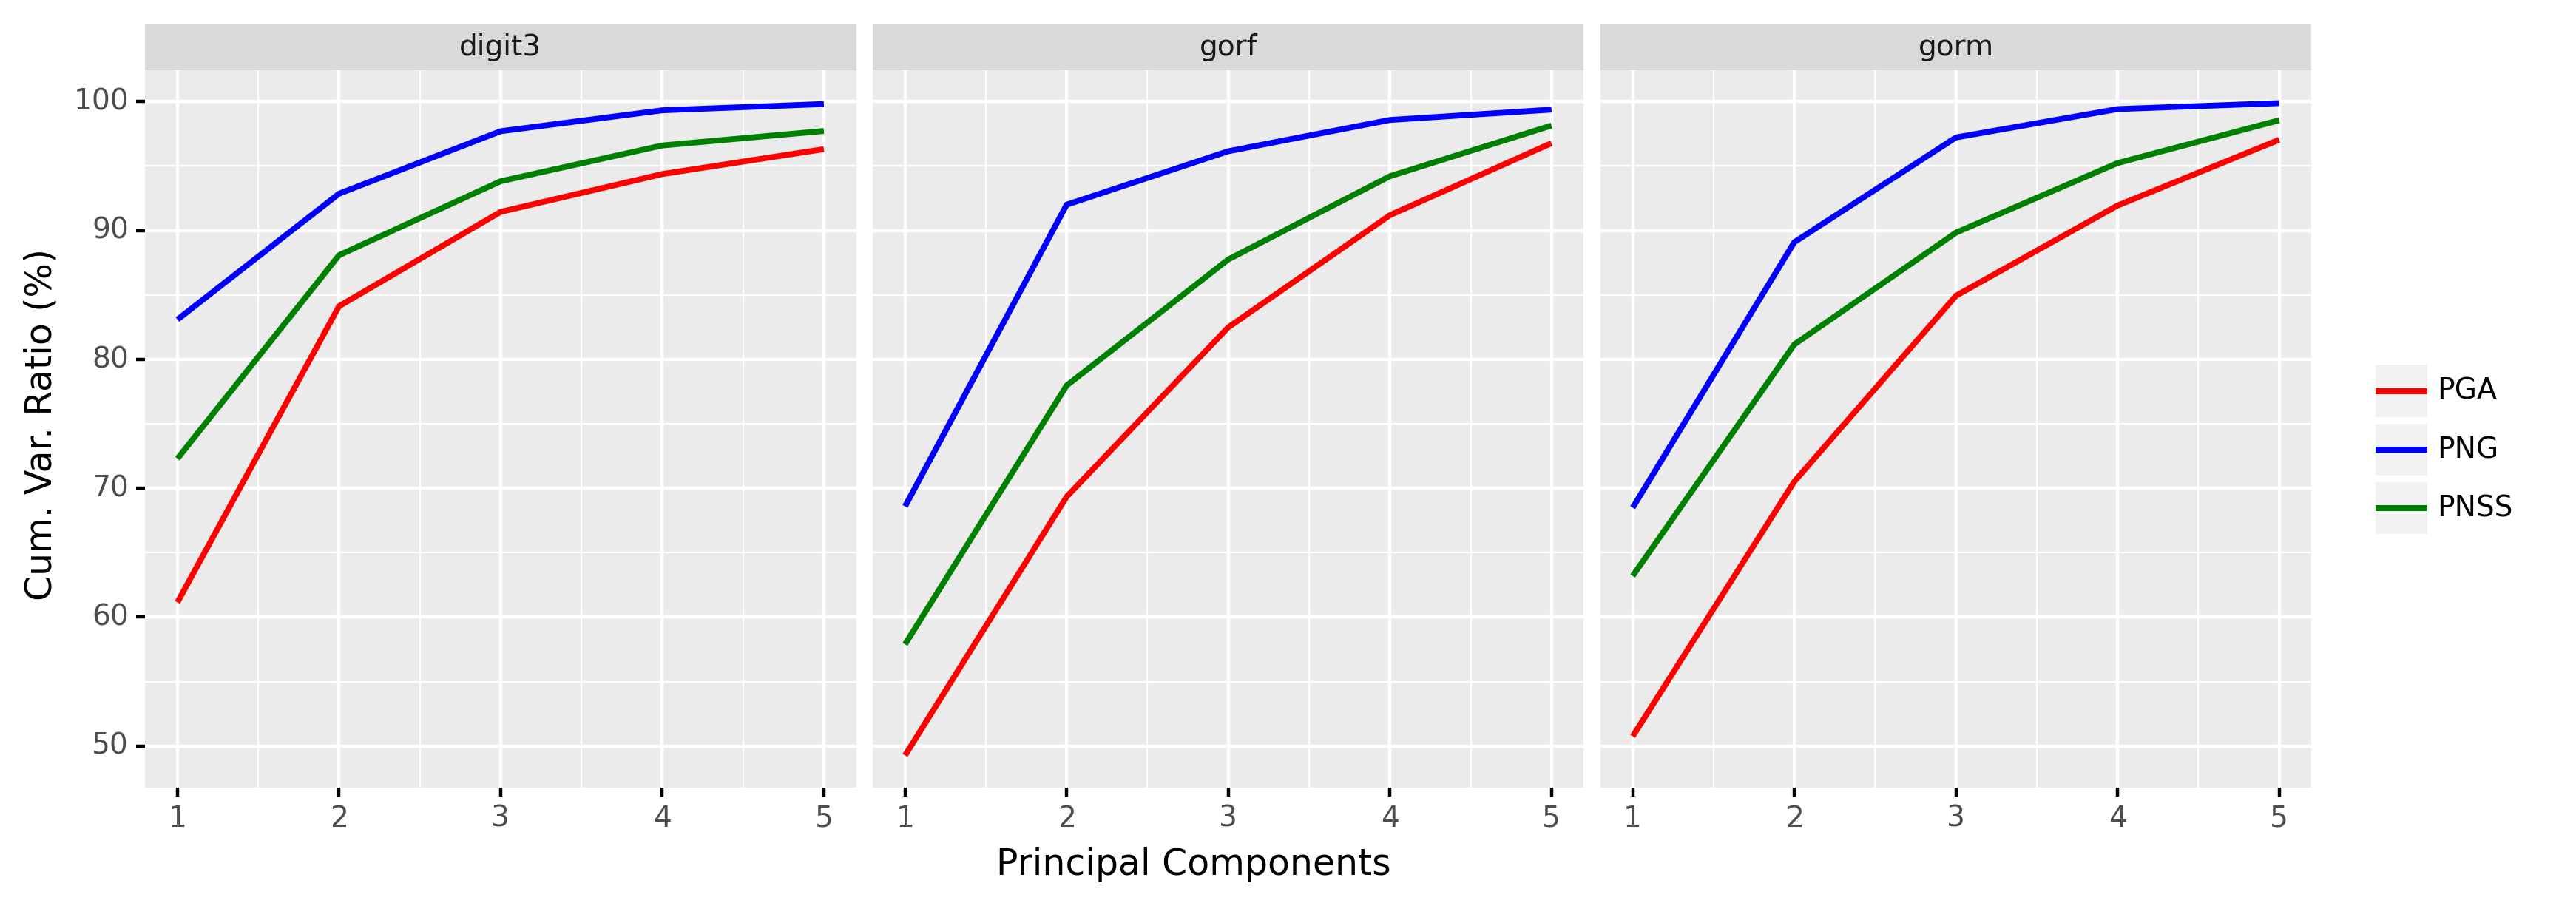 digit3
gorf
gorm
Cum. Var. Ratio (%)
100
90
80
70
60
50
1 2 3 4 5
1 2 3 4 5
1 2 3 4 5
Principal Components
PGA
PNG
PNSS